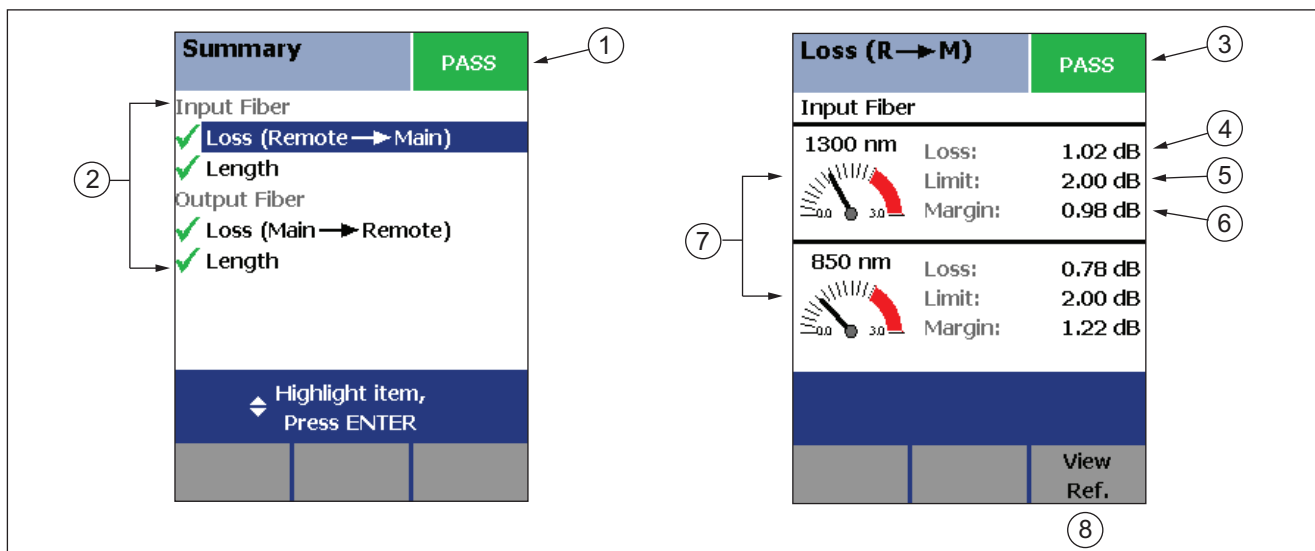 Summary
PASS
1
Input Fiber
Loss (Remote → Main)
Length
2
Output Fiber
Loss (Main → Remote)
Length
Highlight item,
Press ENTER
Loss (R→M)
PASS
3
Input Fiber
1300 nm
0.0 3.0
Loss: 1.02 dB
4
Limit: 2.00 dB
5
Margin: 0.98 dB
6
7
850 nm
0.0 3.0
Loss: 0.78 dB
Limit: 2.00 dB
Margin: 1.22 dB
View
Ref.
8